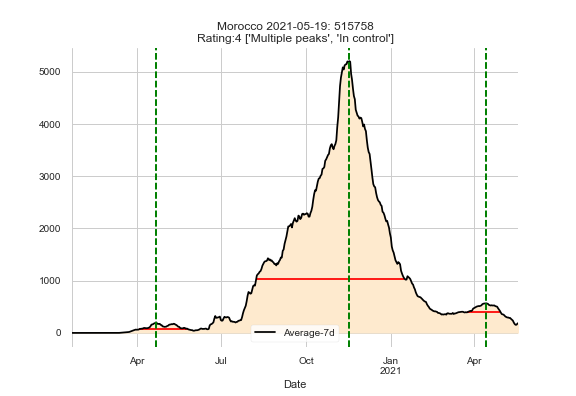 Morocco 2021-05-19: 515758
Rating:4 ['Multiple peaks', 'In control']
5000
4000
3000
2000
1000
0
Average-7d
Apr Jul Oct Jan Apr
2021
Date